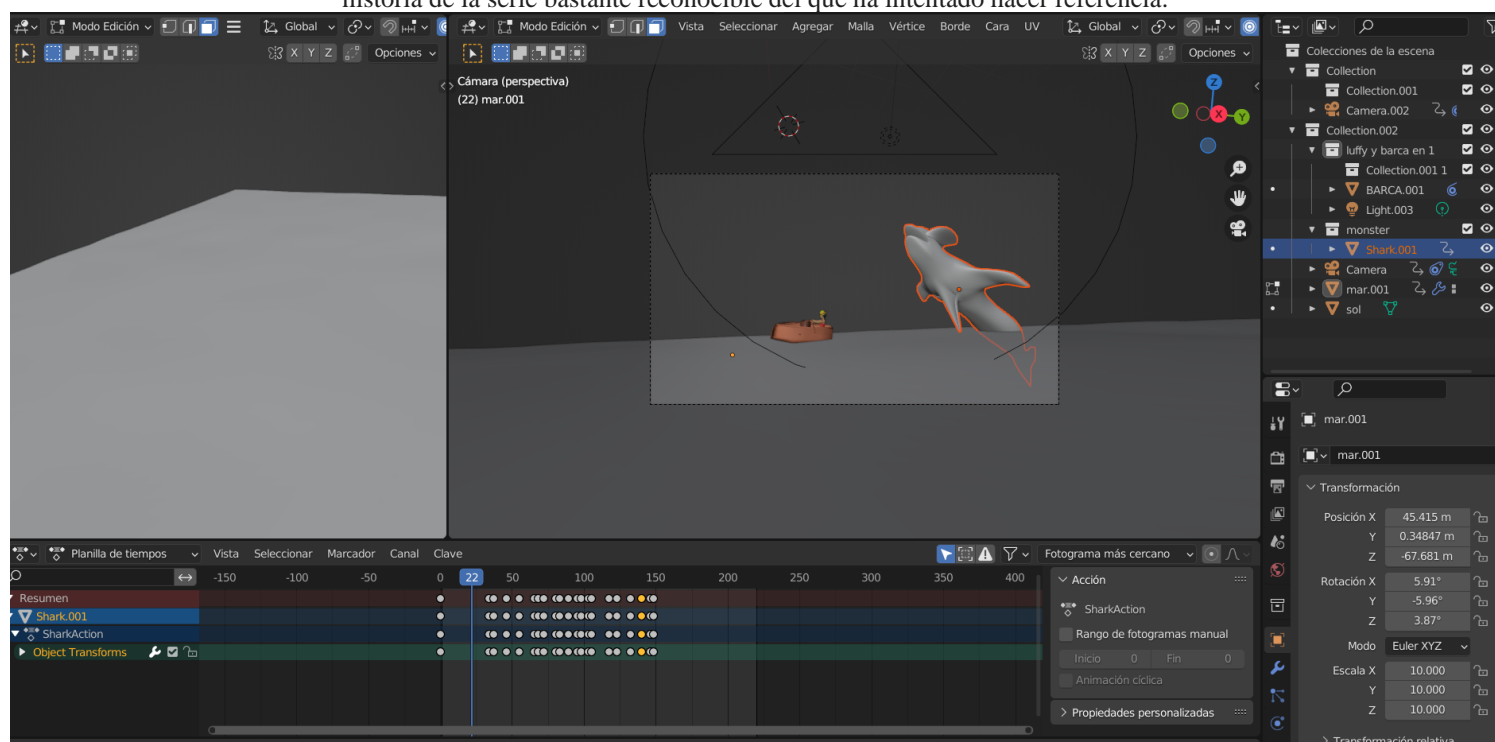 historia de la serie bastante reconocible del que ha intentado hacer referencia.
Modo Edición Global
X Y Z Opciones
Modo Edición Vista Seleccionar Agregar Malla Vértice Borde Cara UV Global
X Y Z Opciones
Cámara (perspectiva)
(22) mar.001
Z
X
Y
Colecciones de la escena
Collection
Collection.001
Camera.002
Collection.002
luffy y barca en 1
Collection.001 1
BARCA.001
Light.003
monster
Shark.001
Camera
mar.001
sol
mar.001
mar.001
Transformación
Posición X 45.415 m
Y 0.34847 m
Z -67.681 m
Rotación X 5.91°
Y -5.96°
Z 3.87°
Modo Euler XYZ
Escala X 10.000
Y 10.000
Z 10.000
Transformación relativa
Planilla de tiempos Vista Seleccionar Marcador Canal Clave Fotograma más cercano
-150 -100 -50 0 22 50 100 150 200 250 300 350 400
Resumen
Shark.001
SharkAction
Object Transforms
Acción
SharkAction
Rango de fotogramas manual
Inicio 0 Fin 0
Animación cíclica
Propiedades personalizadas